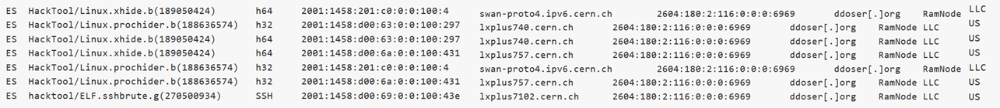 ES HackTool/Linux.xhide.b(189050424) h64 2001:1458:201:c0:0:0:100:4 swan-proto4.ipv6.cern.ch 2604:180:2:116:0:0:0:6969 ddoser[.]org RamNode LLC
ES HackTool/Linux.prochider.b(188636574) h32 2001:1458:d00:63:0:0:100:297 lxplus740.cern.ch 2604:180:2:116:0:0:0:6969 ddoser[.]org RamNode LLC US
ES HackTool/Linux.xhide.b(189050424) h64 2001:1458:d00:63:0:0:100:297 lxplus740.cern.ch 2604:180:2:116:0:0:0:6969 ddoser[.]org RamNode LLC US
ES HackTool/Linux.xhide.b(189050424) h64 2001:1458:d00:6a:0:0:100:431 lxplus757.cern.ch 2604:180:2:116:0:0:0:6969 ddoser[.]org RamNode LLC US
ES HackTool/Linux.prochider.b(188636574) h32 2001:1458:201:c0:0:0:100:4 swan-proto4.ipv6.cern.ch 2604:180:2:116:0:0:0:6969 ddoser[.]org RamNode LLC
ES HackTool/Linux.prochider.b(188636574) h32 2001:1458:d00:6a:0:0:100:431 lxplus757.cern.ch 2604:180:2:116:0:0:0:6969 ddoser[.]org RamNode LLC US
ES hacktool/ELF.sshbrute.g(270500934) SSH 2001:1458:d00:69:0:0:100:43e lxplus7102.cern.ch 2604:180:2:116:0:0:0:6969 ddoser[.]org RamNode LLC US